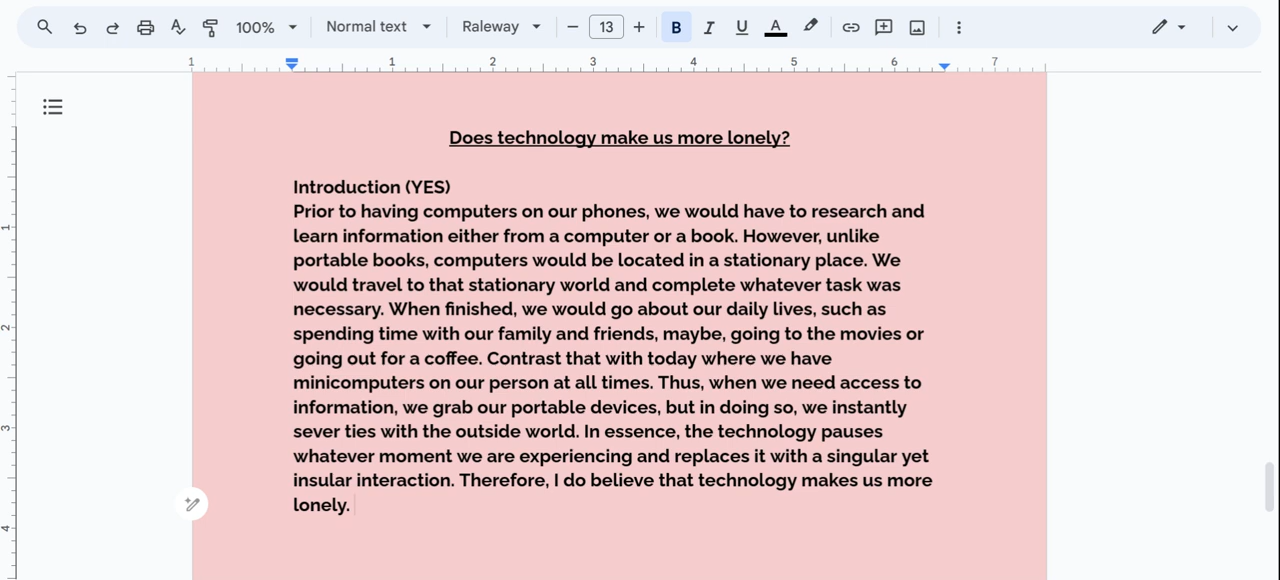 100% Normal text Raleway 13 B I U A
1 1 2 3 4 5 6 7
Does technology make us more lonely?
Introduction (YES)
Prior to having computers on our phones, we would have to research and
learn information either from a computer or a book. However, unlike
portable books, computers would be located in a stationary place. We
would travel to that stationary world and complete whatever task was
necessary. When finished, we would go about our daily lives, such as
spending time with our family and friends, maybe, going to the movies or
going out for a coffee. Contrast that with today where we have
minicomputers on our person at all times. Thus, when we need access to
information, we grab our portable devices, but in doing so, we instantly
sever ties with the outside world. In essence, the technology pauses
whatever moment we are experiencing and replaces it with a singular yet
insular interaction. Therefore, I do believe that technology makes us more
lonely.
1
2
3
4